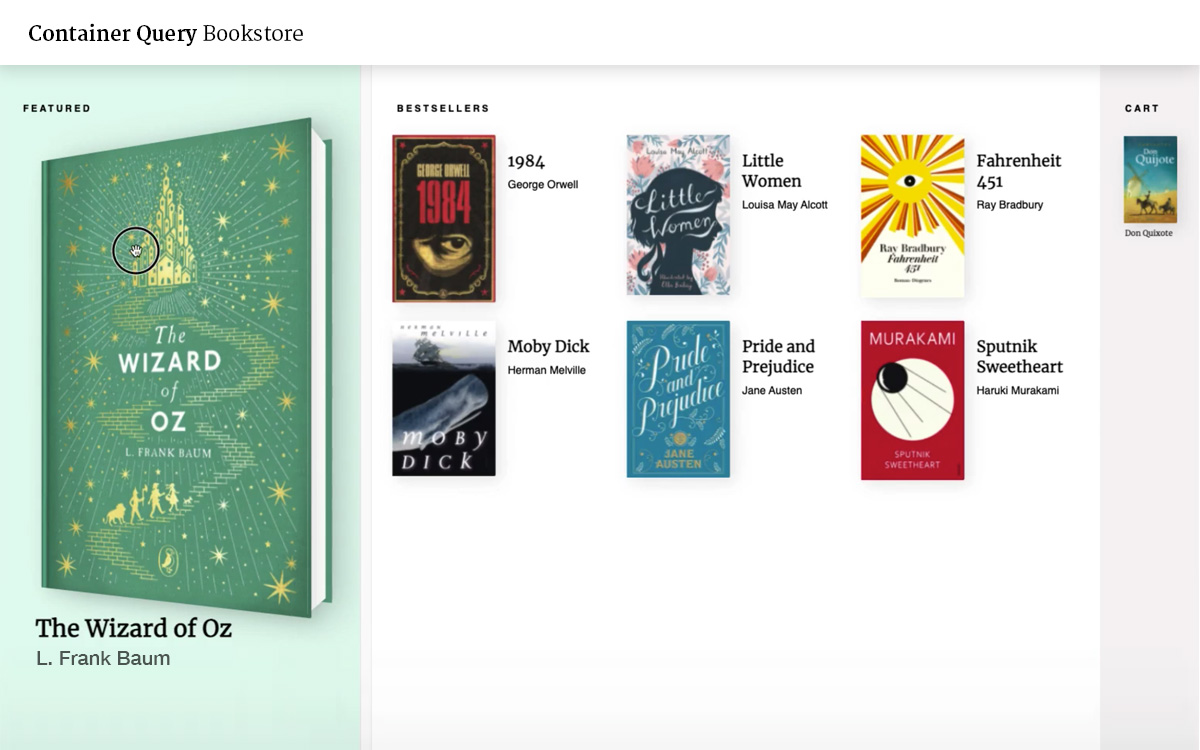 Container Query Bookstore
FEATURED
The
WIZARD
of
OZ
L. FRANK BAUM
The Wizard of Oz
L. Frank Baum
BESTSELLERS
GEORGE ORWELL
1984
1984
George Orwell
Louisa May Alcott
Little
Women
Illustrated by
Little
Women
Louisa May Alcott
Ray Bradbury
Fahrenheit
451
Roman · Diogenes
Fahrenheit
451
Ray Bradbury
herman
melville
MOBY
DICK
Moby Dick
Herman Melville
Pride
and
Prejudice
JANE
AUSTEN
Pride and
Prejudice
Jane Austen
MURAKAMI
SPUTNIK
SWEETHEART
Sputnik
Sweetheart
Haruki Murakami
CART
Don
Quijote
Don Quixote